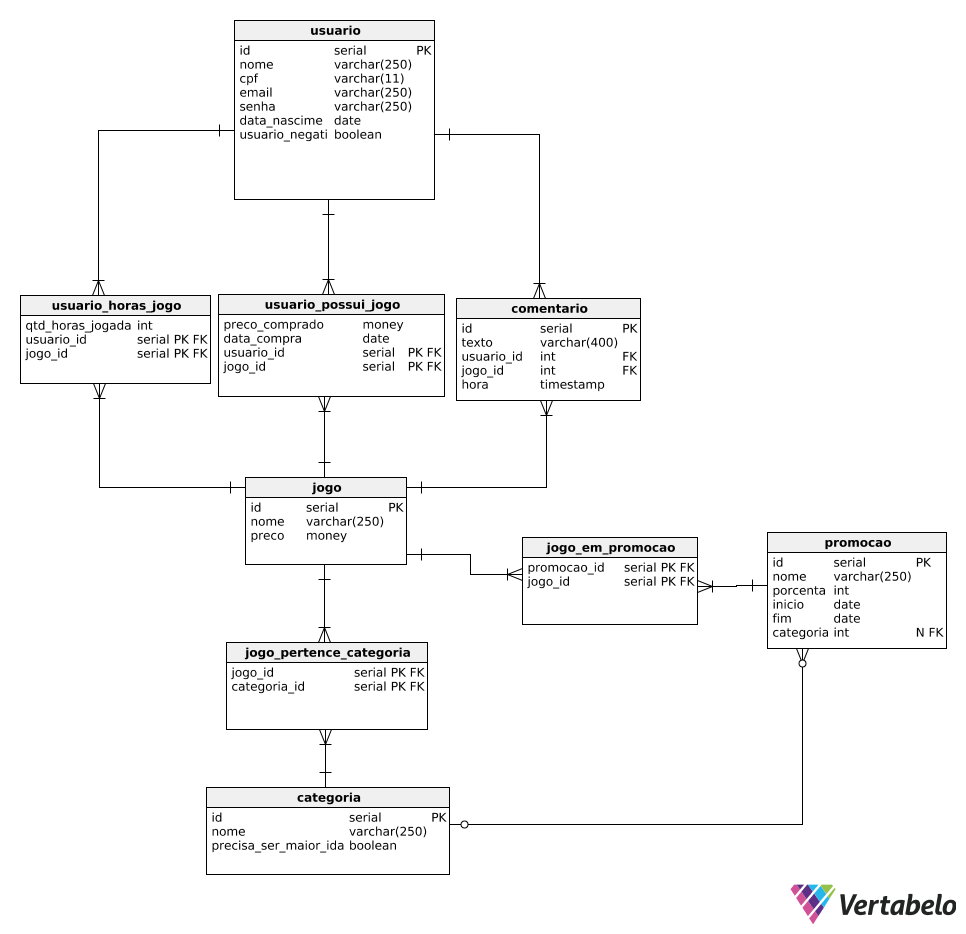 usuario
id serial PK
nome varchar(250)
cpf varchar(11)
email varchar(250)
senha varchar(250)
data_nascime date
usuario_negati boolean
usuario_horas_jogo
qtd_horas_jogada int
usuario_id serial PK FK
jogo_id serial PK FK
usuario_possui_jogo
preco_comprado money
data_compra date
usuario_id serial PK FK
jogo_id serial PK FK
comentario
id serial PK
texto varchar(400)
usuario_id int FK
jogo_id int FK
hora timestamp
jogo
id serial PK
nome varchar(250)
preco money
jogo_em_promocao
promocao_id serial PK FK
jogo_id serial PK FK
promocao
id serial PK
nome varchar(250)
porcenta int
inicio date
fim date
categoria int N FK
jogo_pertence_categoria
jogo_id serial PK FK
categoria_id serial PK FK
categoria
id serial PK
nome varchar(250)
precisa_ser_maior_ida boolean
Vertabelo